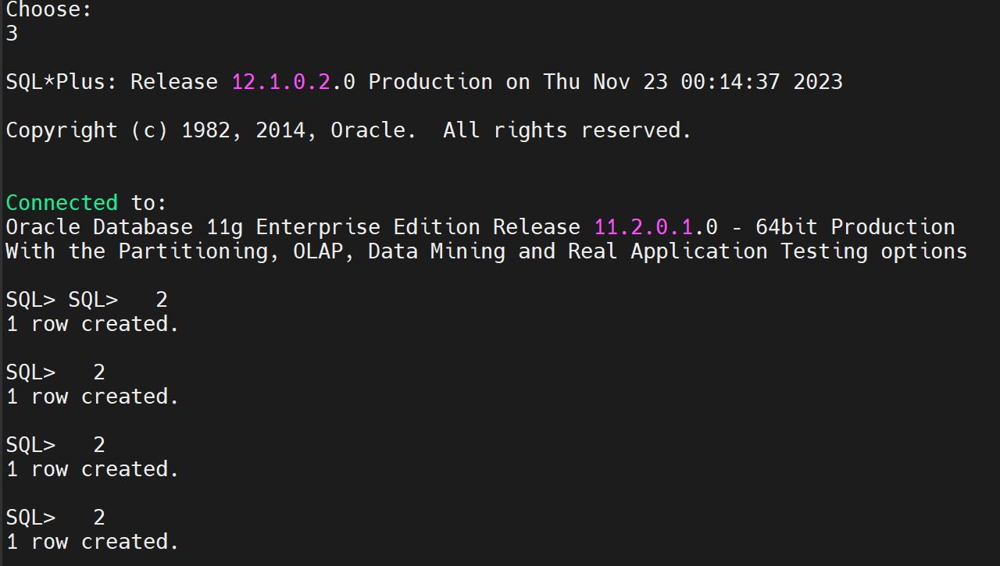 Choose:
3
SQL*Plus: Release 12.1.0.2.0 Production on Thu Nov 23 00:14:37 2023
Copyright (c) 1982, 2014, Oracle.  All rights reserved.
Connected to:
Oracle Database 11g Enterprise Edition Release 11.2.0.1.0 - 64bit Production
With the Partitioning, OLAP, Data Mining and Real Application Testing options
SQL> SQL>   2
1 row created.
SQL>   2
1 row created.
SQL>   2
1 row created.
SQL>   2
1 row created.